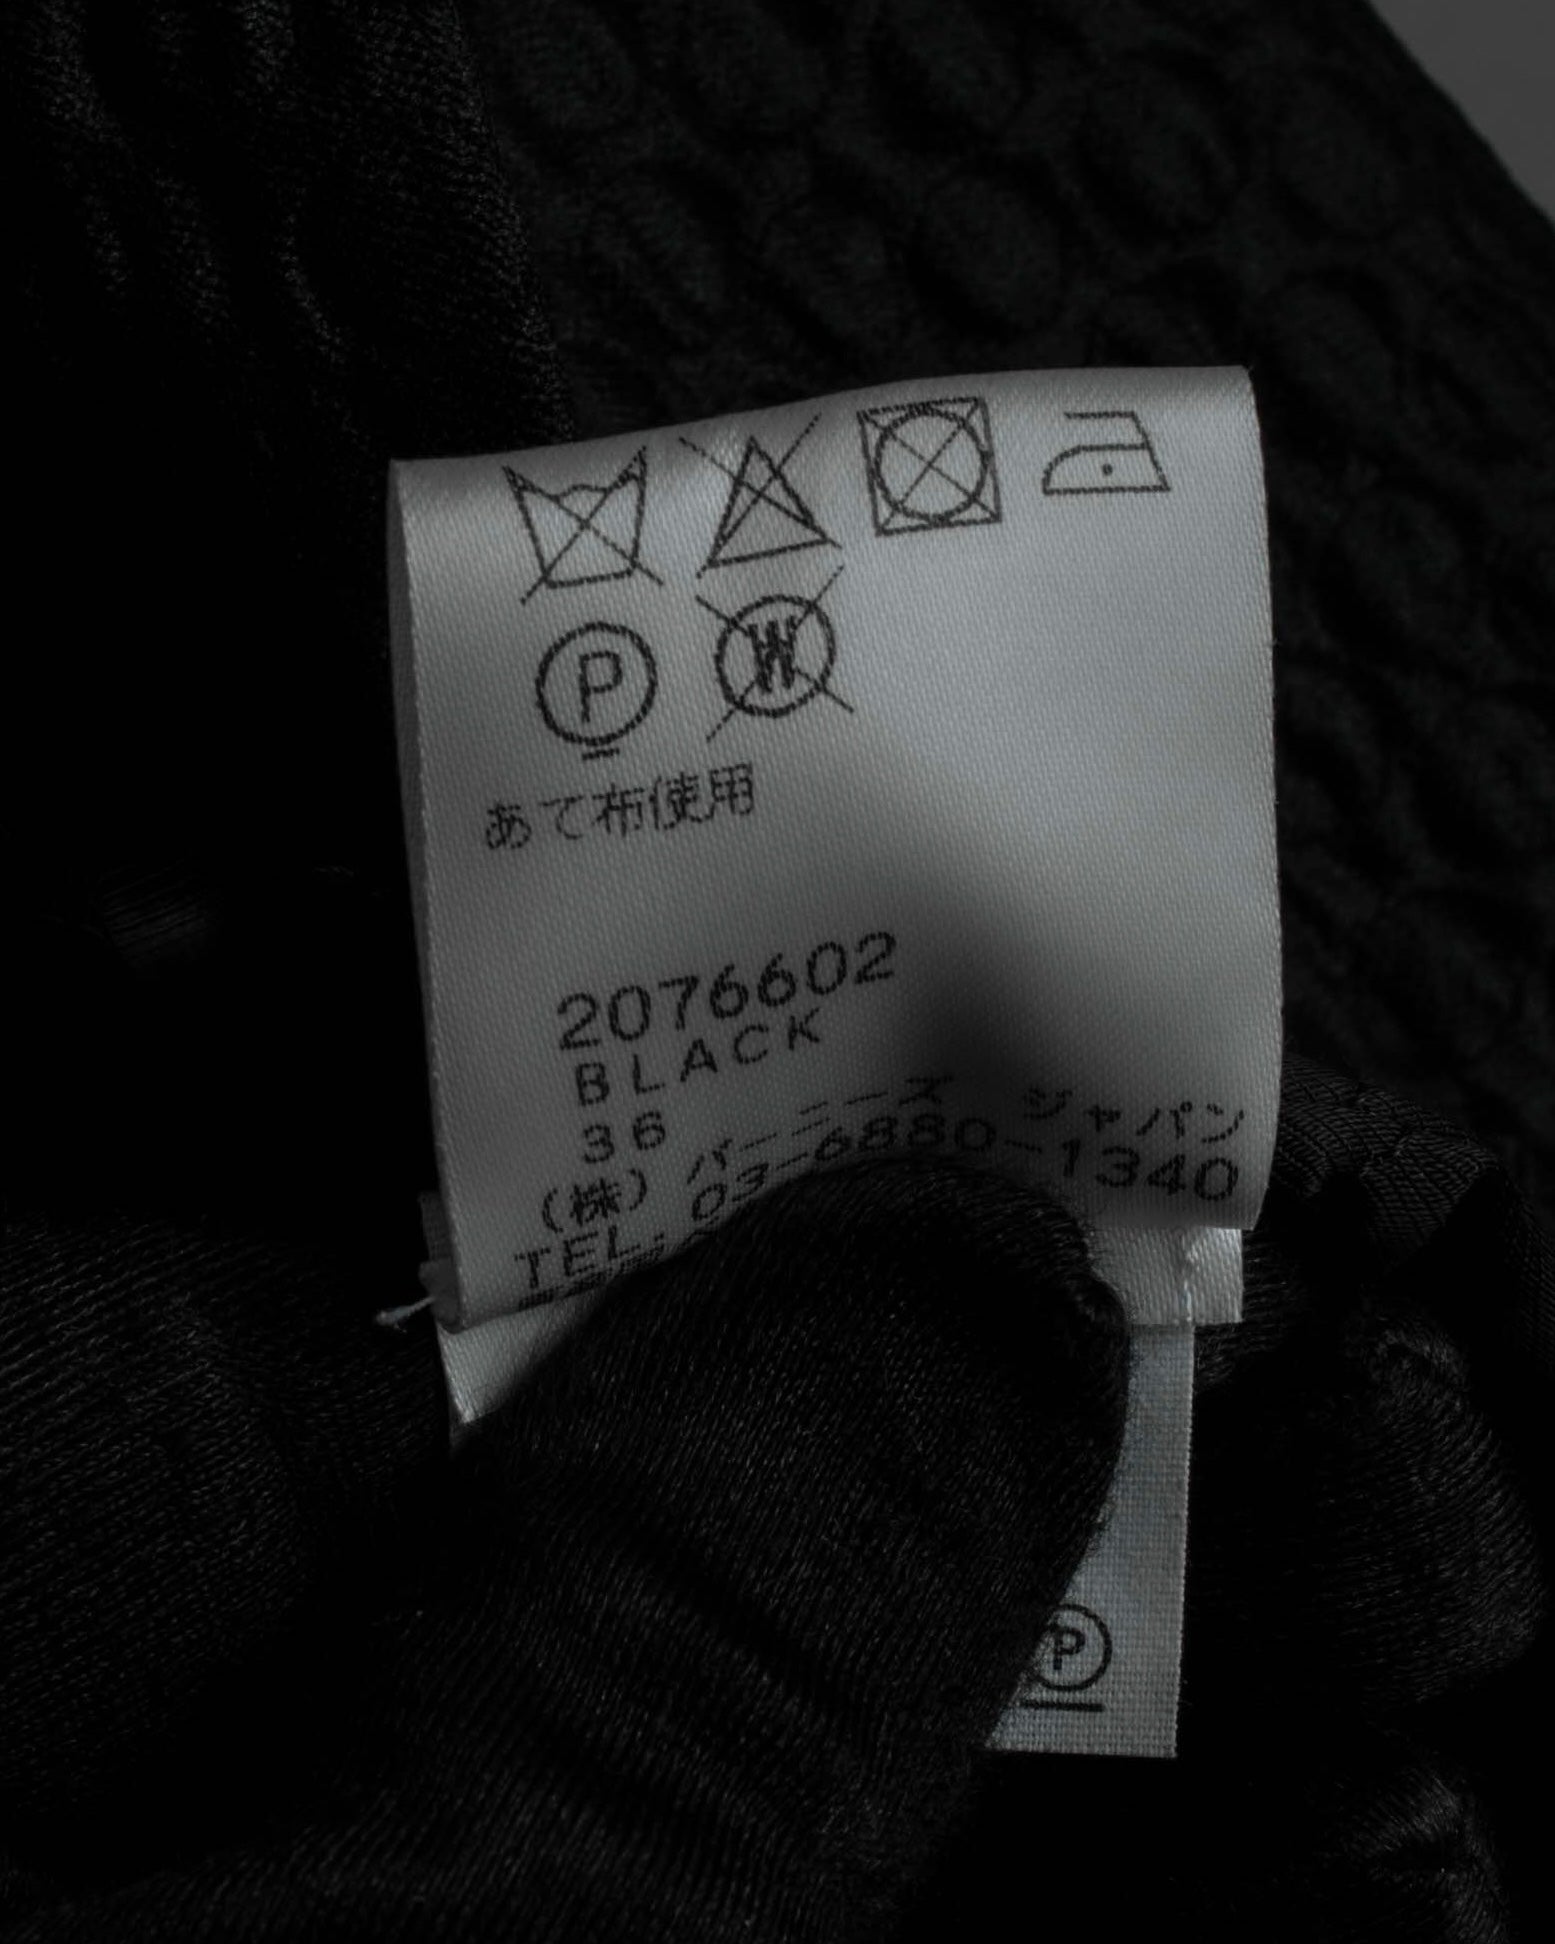 P W
あて布使用
2076602
BLACK
36
(株) バーニーズ ジャパン
TEL. 03-6880-1340
P